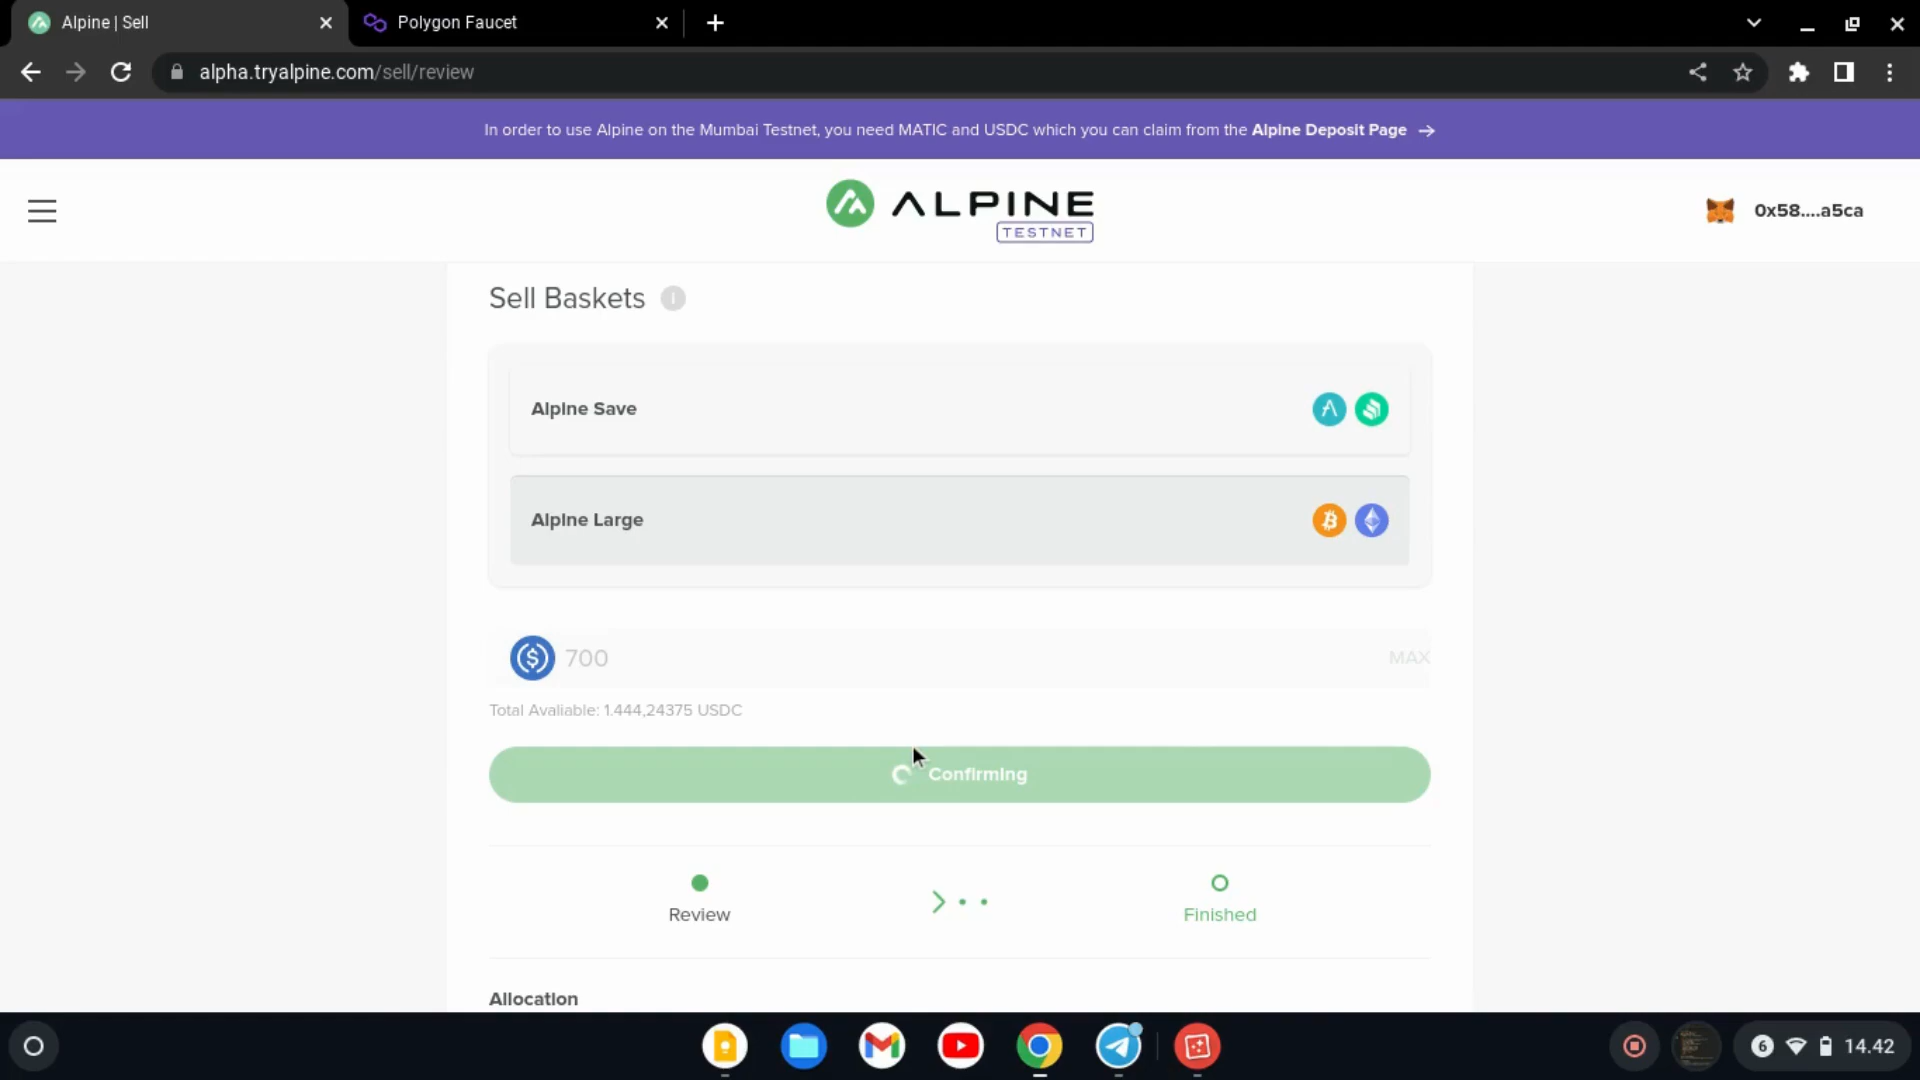 Alpine | Sell
Polygon Faucet
alpha.tryalpine.com/sell/review
In order to use Alpine on the Mumbai Testnet, you need MATIC and USDC which you can claim from the Alpine Deposit Page →
ALPINE
TESTNET
0x58....a5ca
Sell Baskets
Alpine Save
Alpine Large
700
MAX
Total Avaliable: 1.444,24375 USDC
Confirming
Review
Finished
Allocation
6
14.42